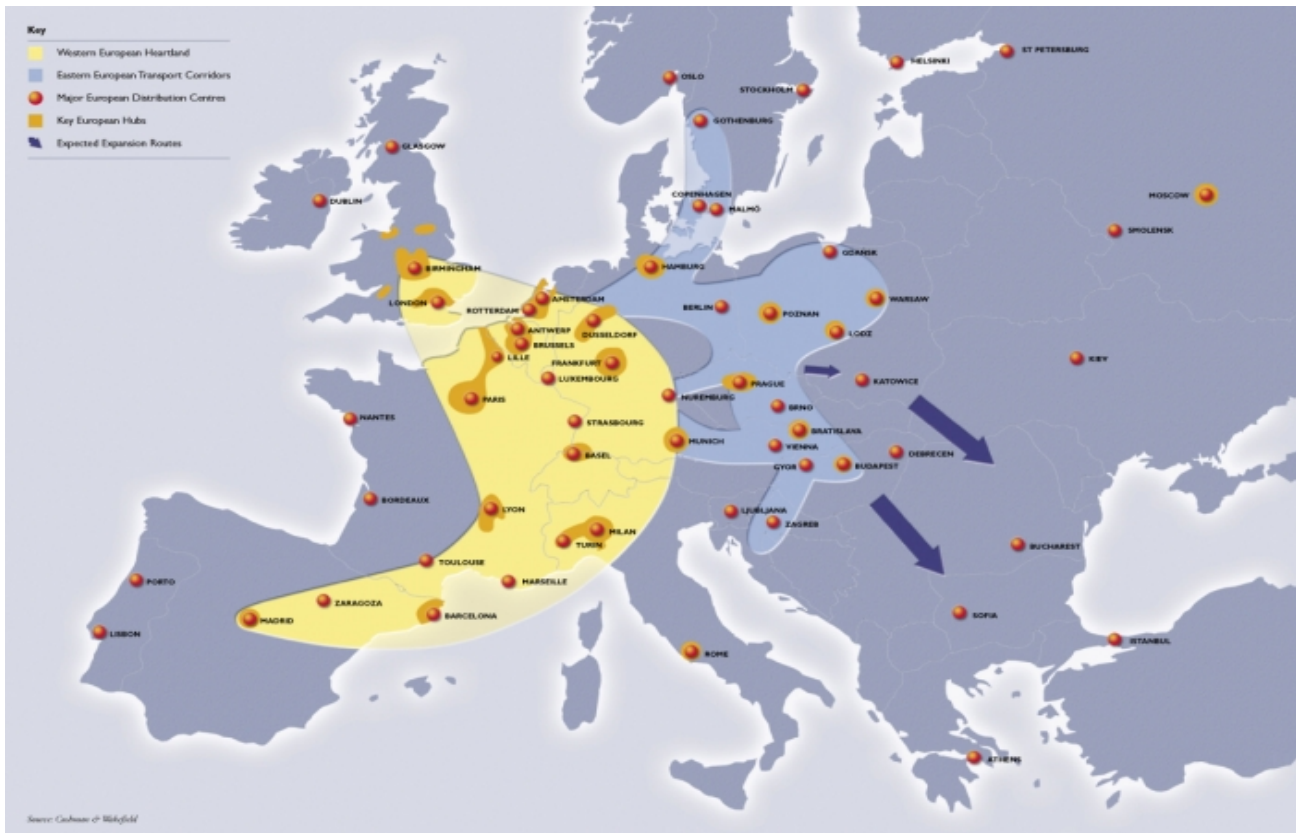 Key
Western European Heartland
Eastern European Transport Corridors
Major European Distribution Centres
Key European Hubs
Expected Expansion Routes
ST PETERSBURG
HELSINKI
OSLO
STOCKHOLM
GOTHENBURG
GLASGOW
MOSCOW
COPENHAGEN
DUBLIN
MALMÖ
SMOLENSK
GDANSK
BIRMINGHAM
HAMBURG
LONDON
AMSTERDAM
WARSAW
ROTTERDAM
BERLIN
POZNAN
ANTWERP
DUSSELDORF
LODZ
BRUSSELS
LILLE
FRANKFURT
KIEV
LUXEMBOURG
PRAGUE
KATOWICE
PARIS
NUREMBURG
BRNO
NANTES
STRASBOURG
BRATISLAVA
MUNICH
VIENNA
BASEL
DEBRECEN
GYOR
BUDAPEST
BORDEAUX
LYON
LJUBLJANA
ZAGREB
MILAN
TURIN
BUCHAREST
TOULOUSE
PORTO
MARSEILLE
ZARAGOZA
BARCELONA
SOFIA
MADRID
LISBON
ISTANBUL
ROME
ATHENS
Source: Cushman & Wakefield